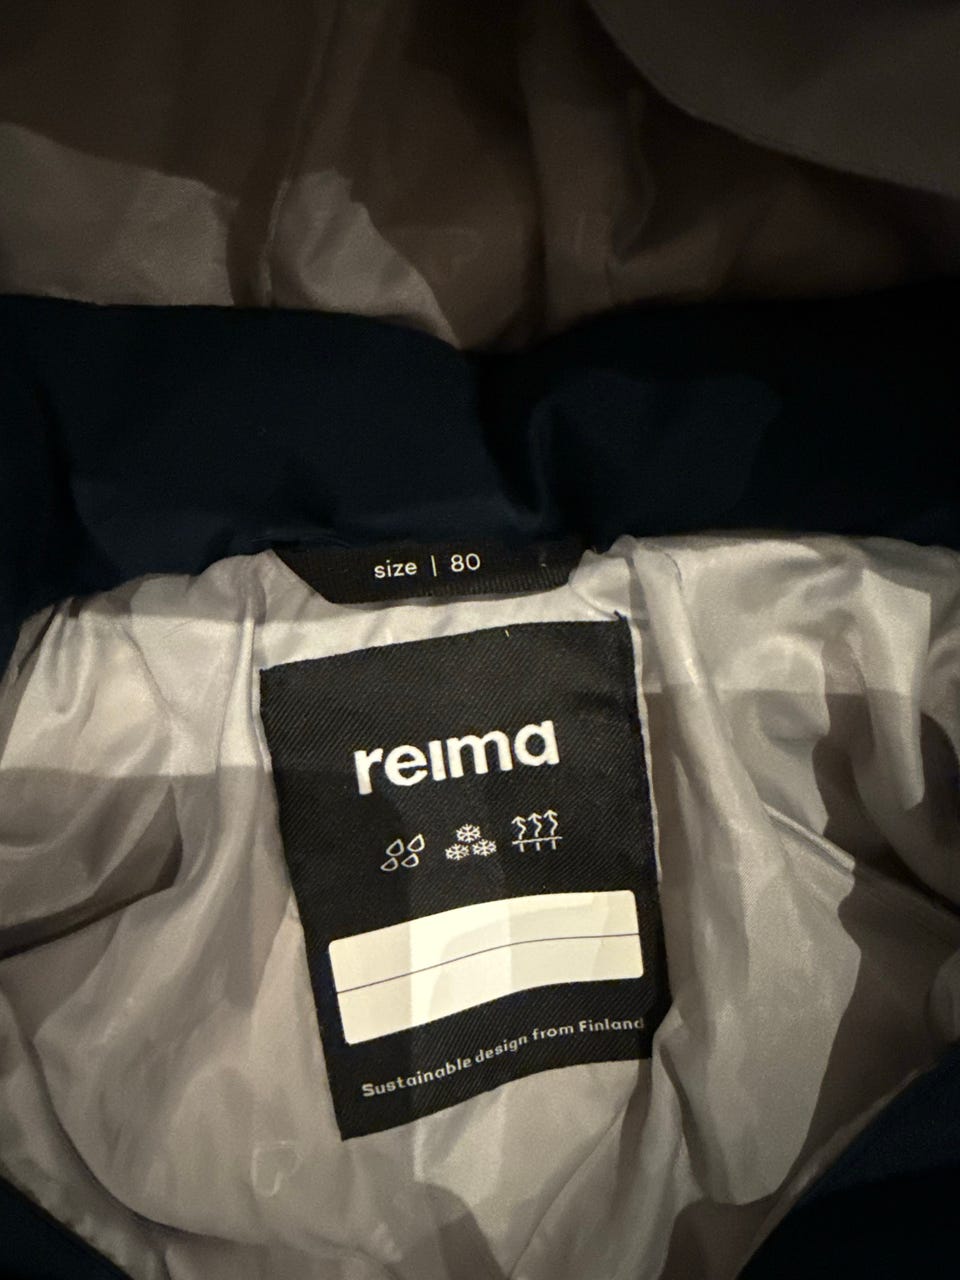 size | 80
reima
Sustainable design from Finland